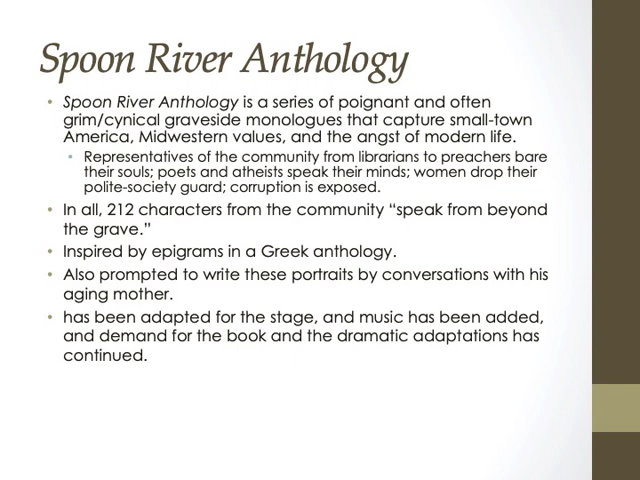 Spoon River Anthology
• Spoon River Anthology is a series of poignant and often
grim/cynical graveside monologues that capture small-town
America, Midwestern values, and the angst of modern life.
• Representatives of the community from librarians to preachers bare
their souls; poets and atheists speak their minds; women drop their
polite-society guard; corruption is exposed.
• In all, 212 characters from the community “speak from beyond
the grave.”
• Inspired by epigrams in a Greek anthology.
• Also prompted to write these portraits by conversations with his
aging mother.
• has been adapted for the stage, and music has been added,
and demand for the book and the dramatic adaptations has
continued.